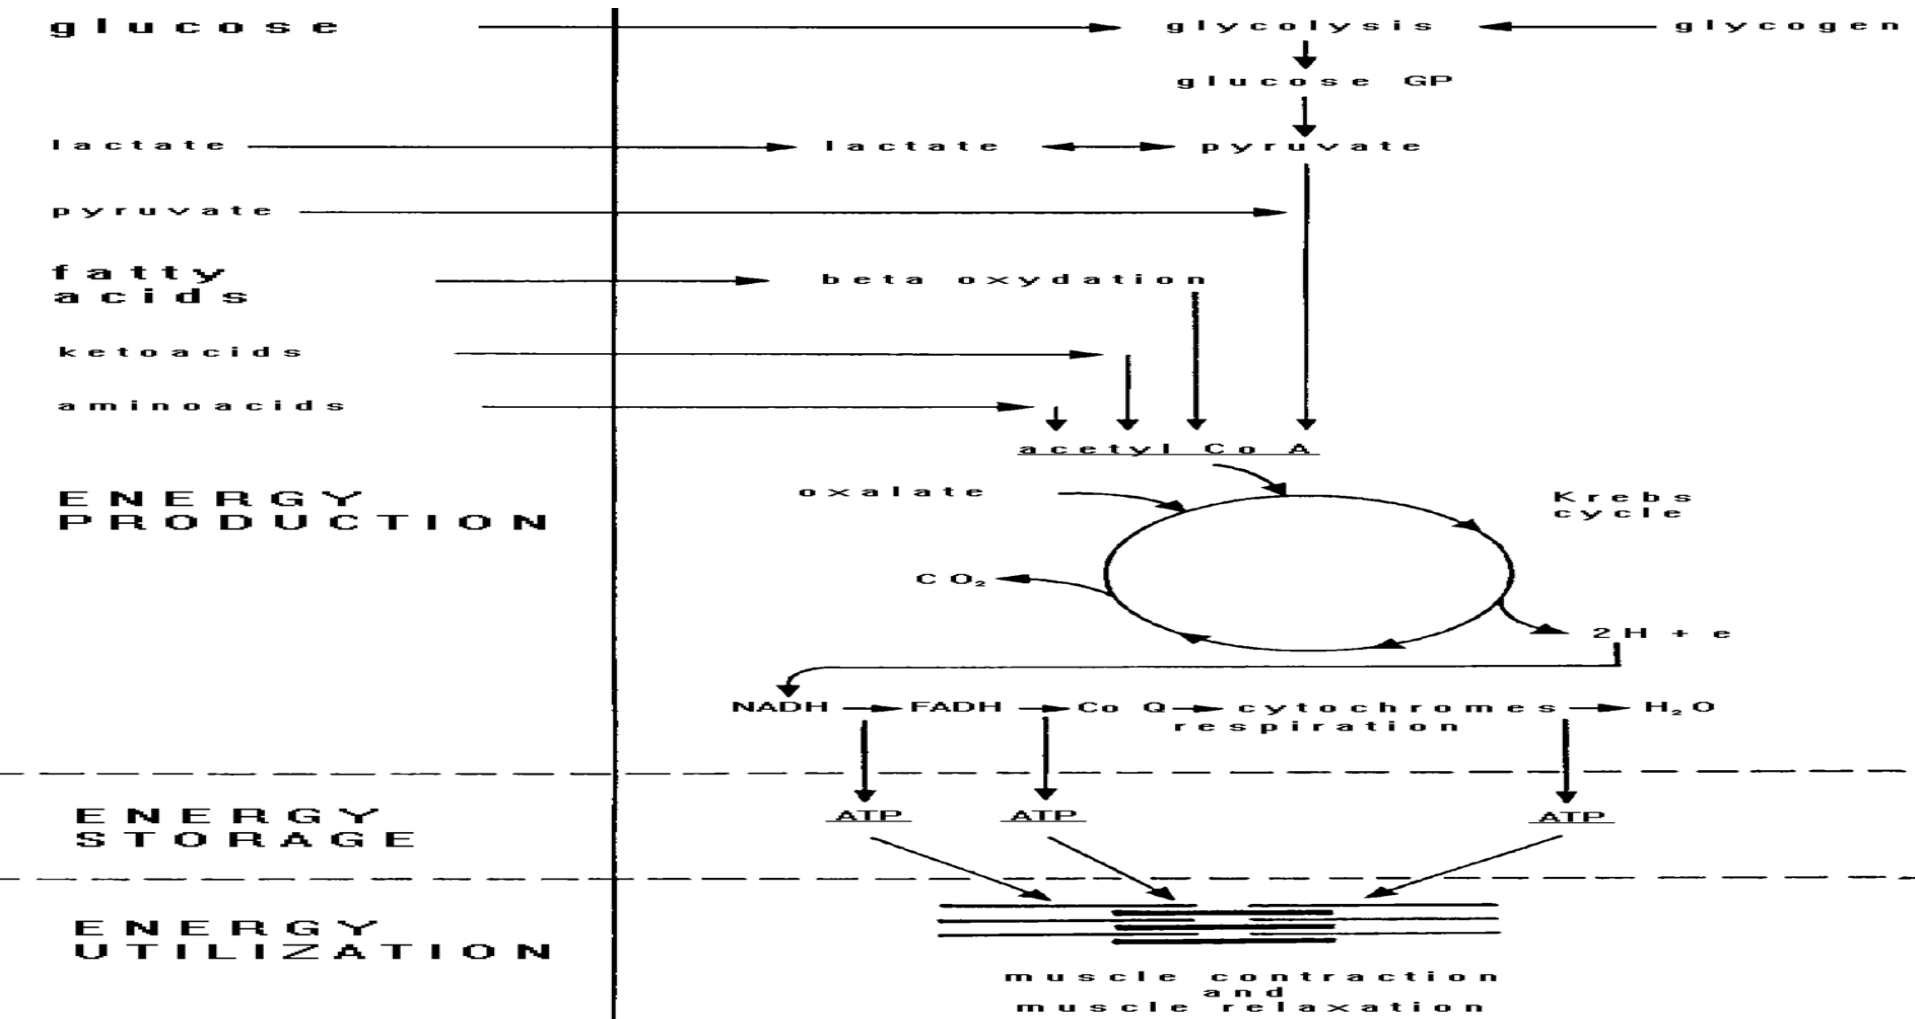 glucose glycolysis glycogen
glucose GP
lactate lactate pyruvate
pyruvate
fatty
acids
beta oxydation
ketoacids
aminoacids
acetyl Co A
oxalate
ENERGY
PRODUCTION
Krebs
cycle
CO₂
2H + e
NADH FADH Co Q cytochromes H₂O
respiration
ENERGY
STORAGE
ATP ATP ATP
ENERGY
UTILIZATION
muscle contraction
and
muscle relaxation